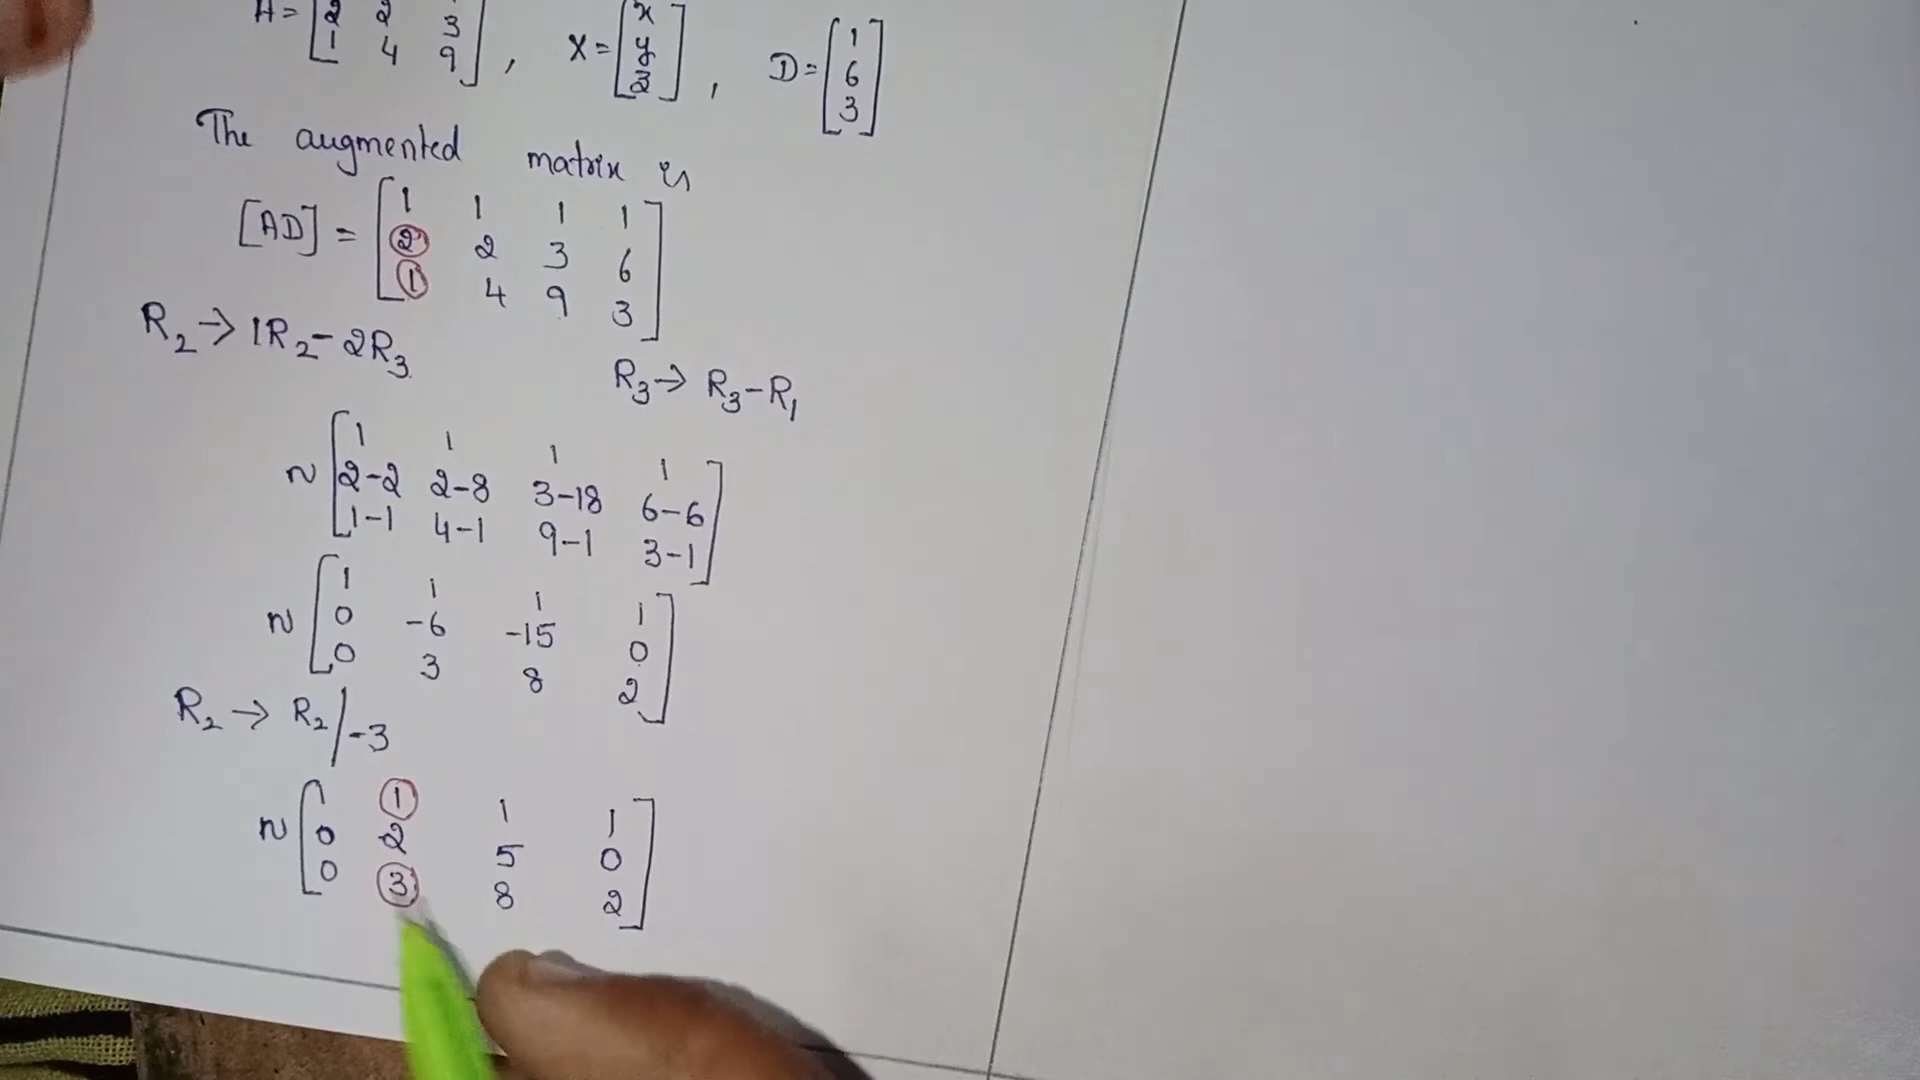 A = [2 2 3
1 4 9], X = [x
y
z], D = [1
6
3]
The augmented matrix is
[AD] = [1 1 1 1
2 2 3 6
1 4 9 3]
R₂ → 1R₂ - 2R₃
R₃ → R₃ - R₁
~ [1 1 1 1
2-2 2-8 3-18 6-6
1-1 4-1 9-1 3-1]
~ [1 1 1 1
0 -6 -15 0
0 3 8 2]
R₂ → R₂/-3
~ [1 1 1 1
0 2 5 0
0 3 8 2]